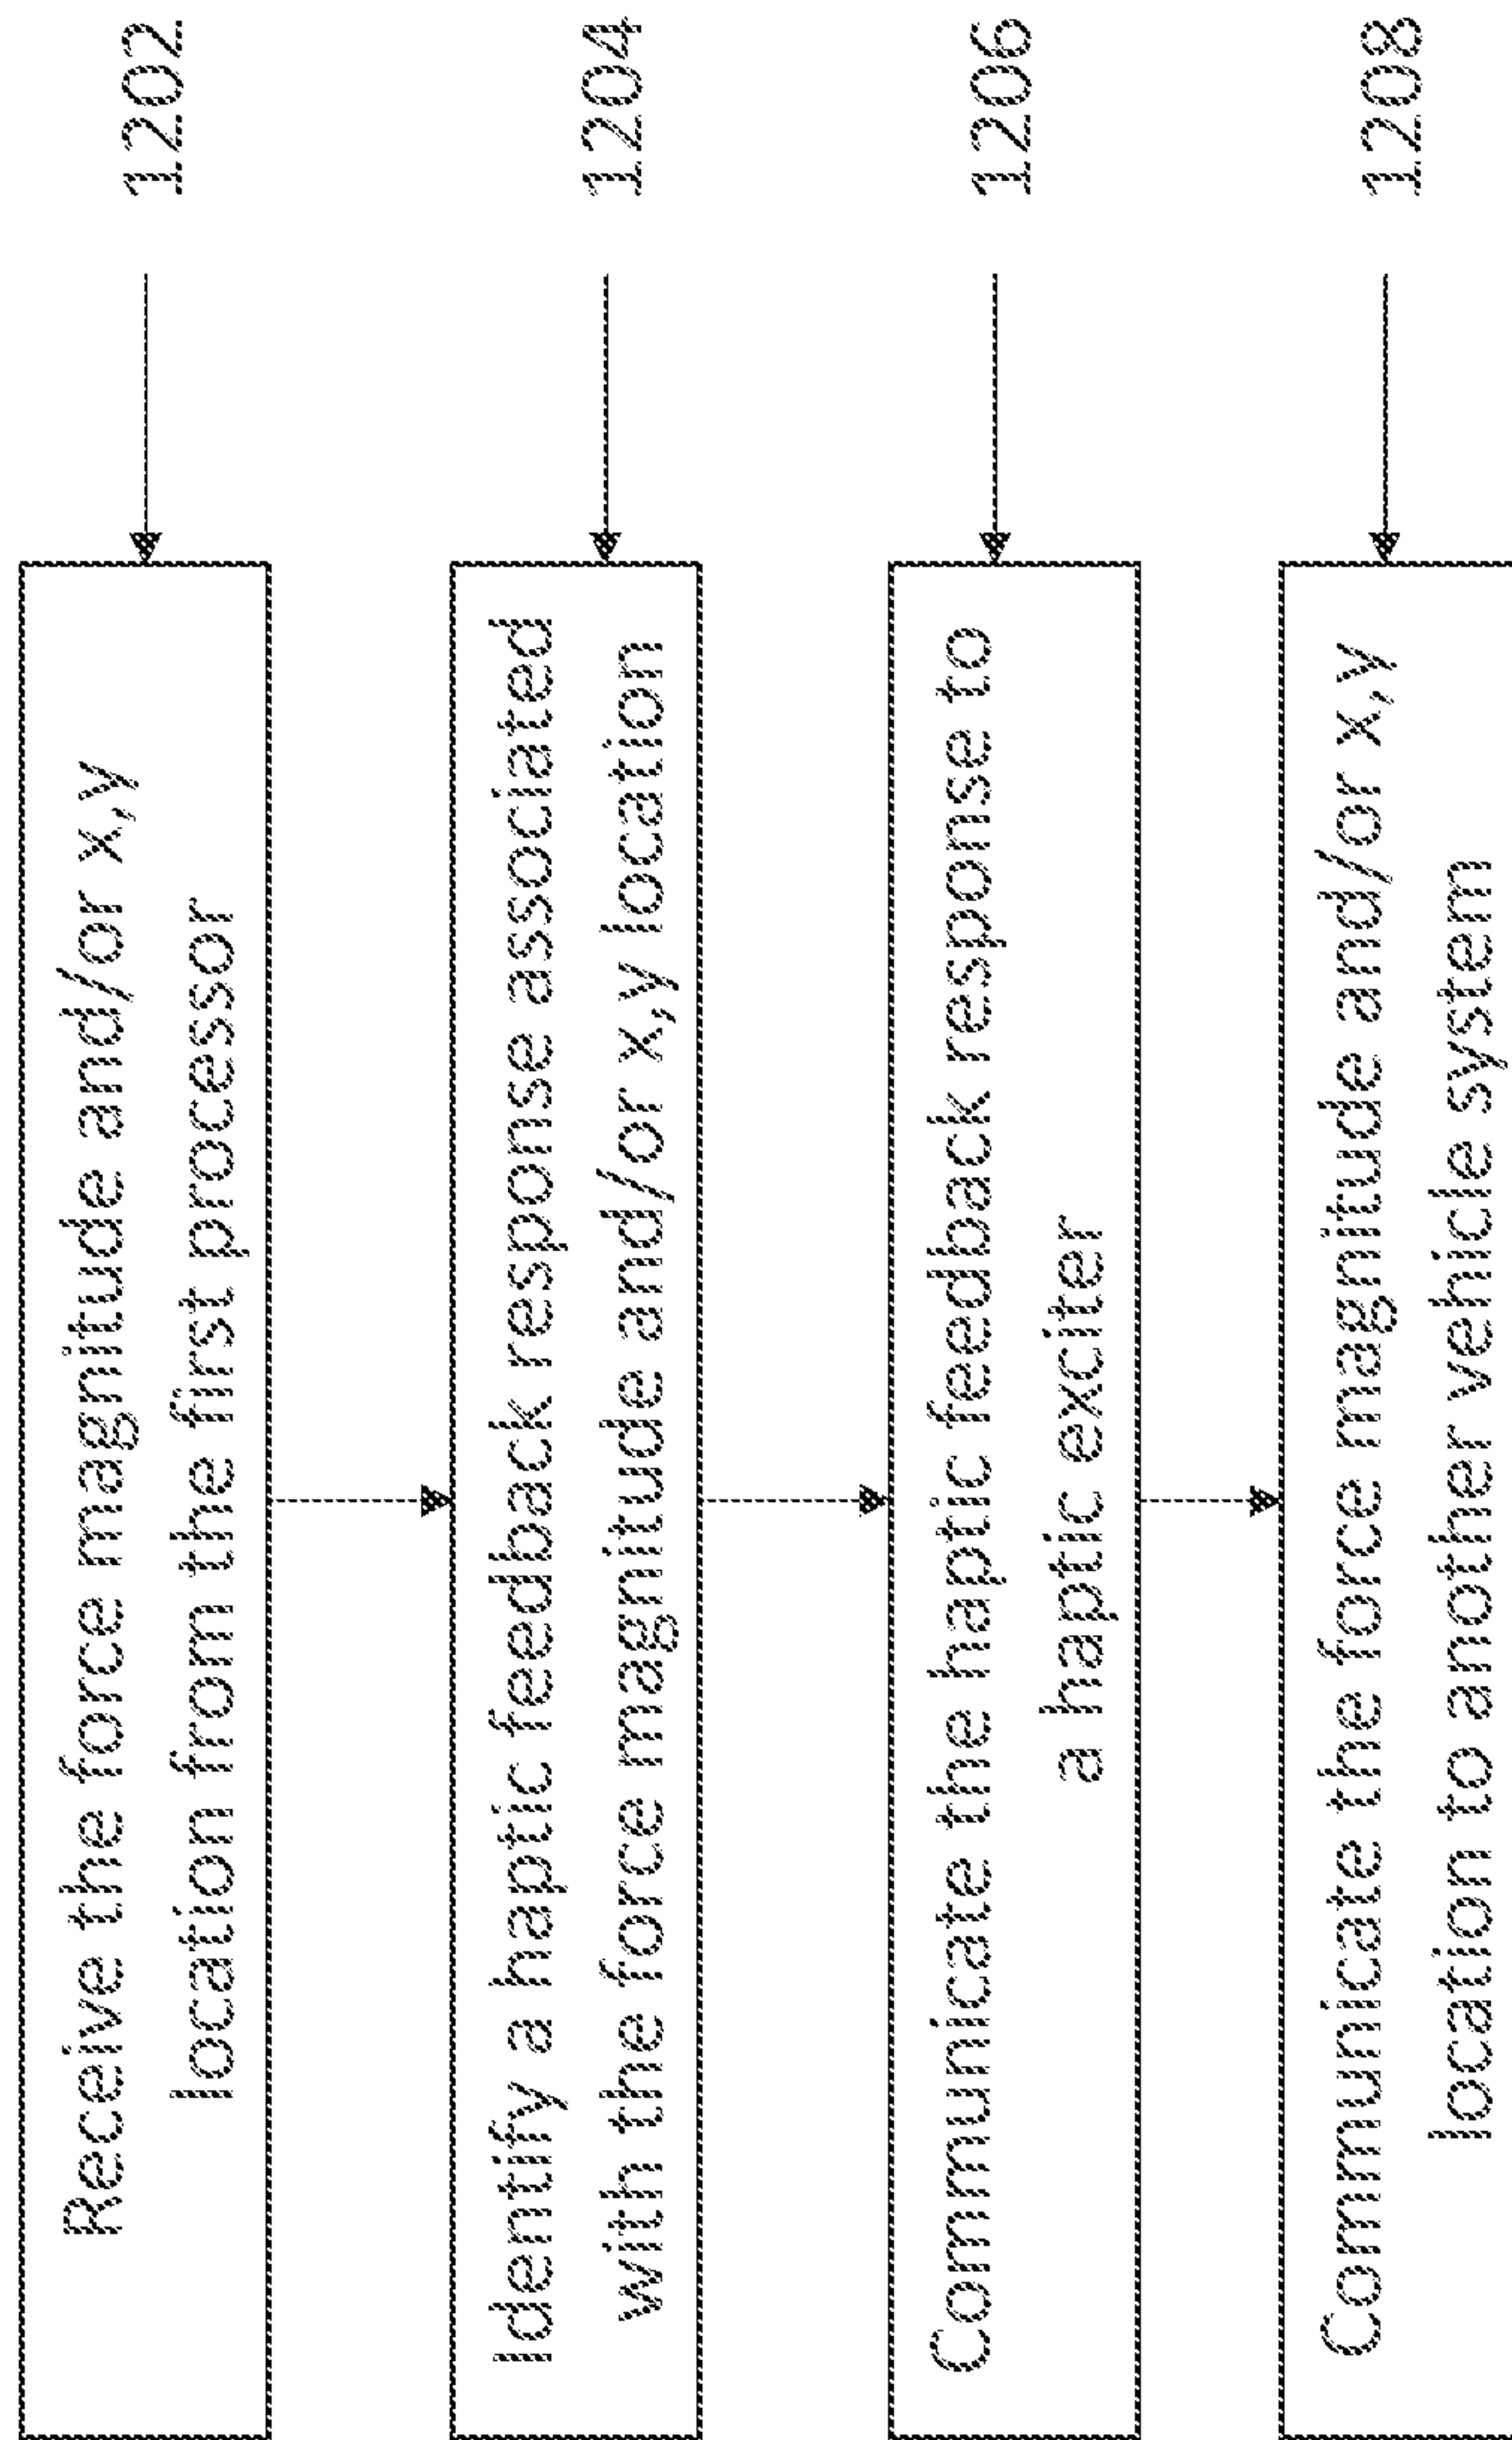 Receive the force magnitude and/or x,y
location from the first processor
1202
Identify a haptic feedback response associated
with the force magnitude and/or x,y location
1204
Communicate the haptic feedback response to
a haptic exciter
1206
Communicate the force magnitude and/or x,y
location to another vehicle system
1208